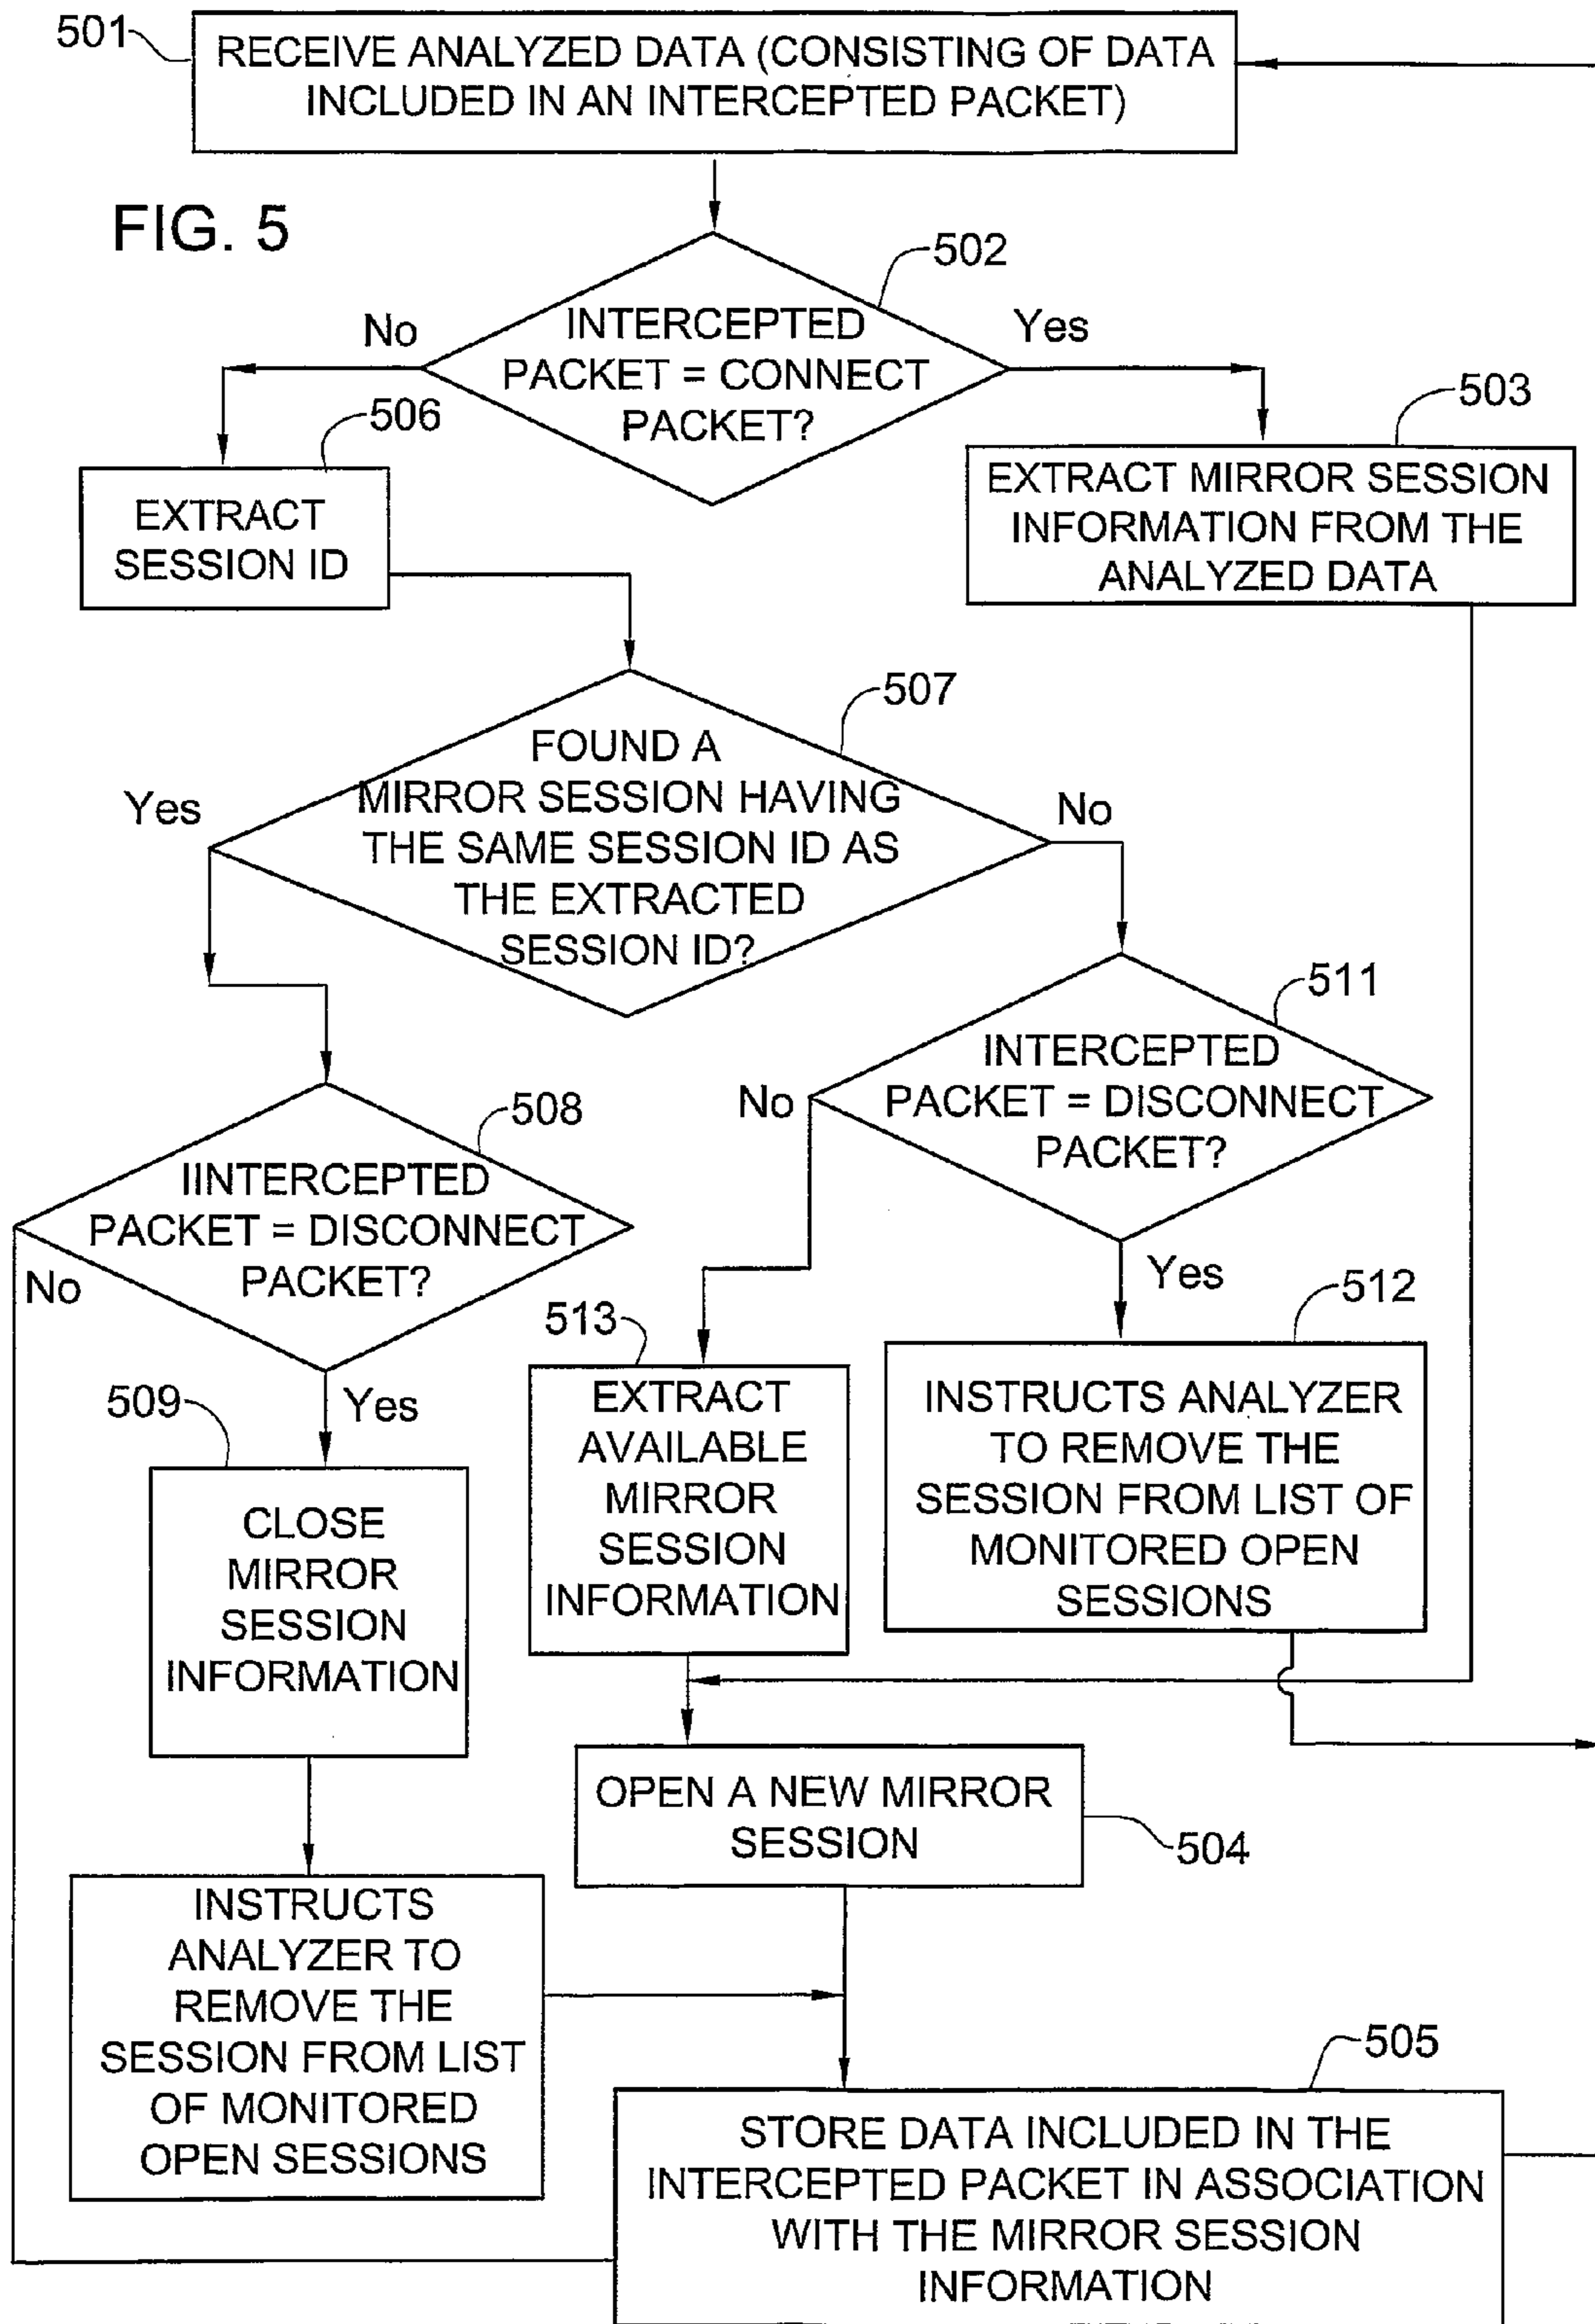 501
RECEIVE ANALYZED DATA (CONSISTING OF DATA
INCLUDED IN AN INTERCEPTED PACKET)
FIG. 5
502
INTERCEPTED
PACKET = CONNECT
PACKET?
No
Yes
506
EXTRACT
SESSION ID
503
EXTRACT MIRROR SESSION
INFORMATION FROM THE
ANALYZED DATA
507
FOUND A
MIRROR SESSION HAVING
THE SAME SESSION ID AS
THE EXTRACTED
SESSION ID?
Yes
No
511
INTERCEPTED
PACKET = DISCONNECT
PACKET?
No
Yes
508
IINTERCEPTED
PACKET = DISCONNECT
PACKET?
No
Yes
509
CLOSE
MIRROR
SESSION
INFORMATION
513
EXTRACT
AVAILABLE
MIRROR
SESSION
INFORMATION
512
INSTRUCTS ANALYZER
TO REMOVE THE
SESSION FROM LIST OF
MONITORED OPEN
SESSIONS
OPEN A NEW MIRROR
SESSION
504
INSTRUCTS
ANALYZER TO
REMOVE THE
SESSION FROM LIST
OF MONITORED
OPEN SESSIONS
505
STORE DATA INCLUDED IN THE
INTERCEPTED PACKET IN ASSOCIATION
WITH THE MIRROR SESSION
INFORMATION